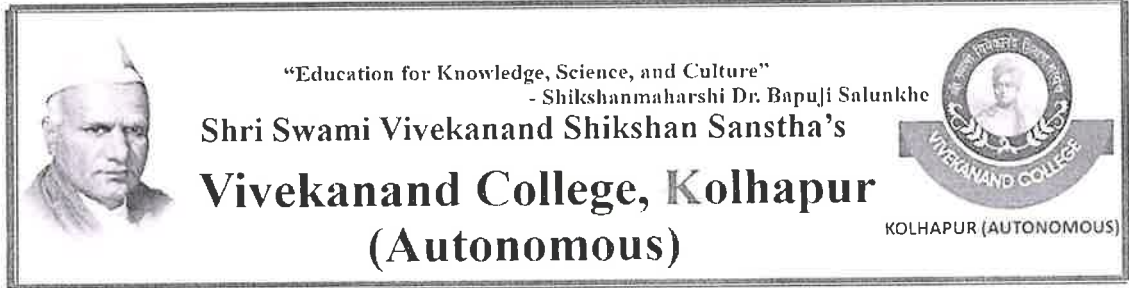 “Education for Knowledge, Science, and Culture”
- Shikshanmaharshi Dr. Bapuji Salunkhe
Shri Swami Vivekanand Shikshan Sanstha’s
Vivekanand College, Kolhapur
(Autonomous)
VIVEKANAND COLLEGE
KOLHAPUR (AUTONOMOUS)